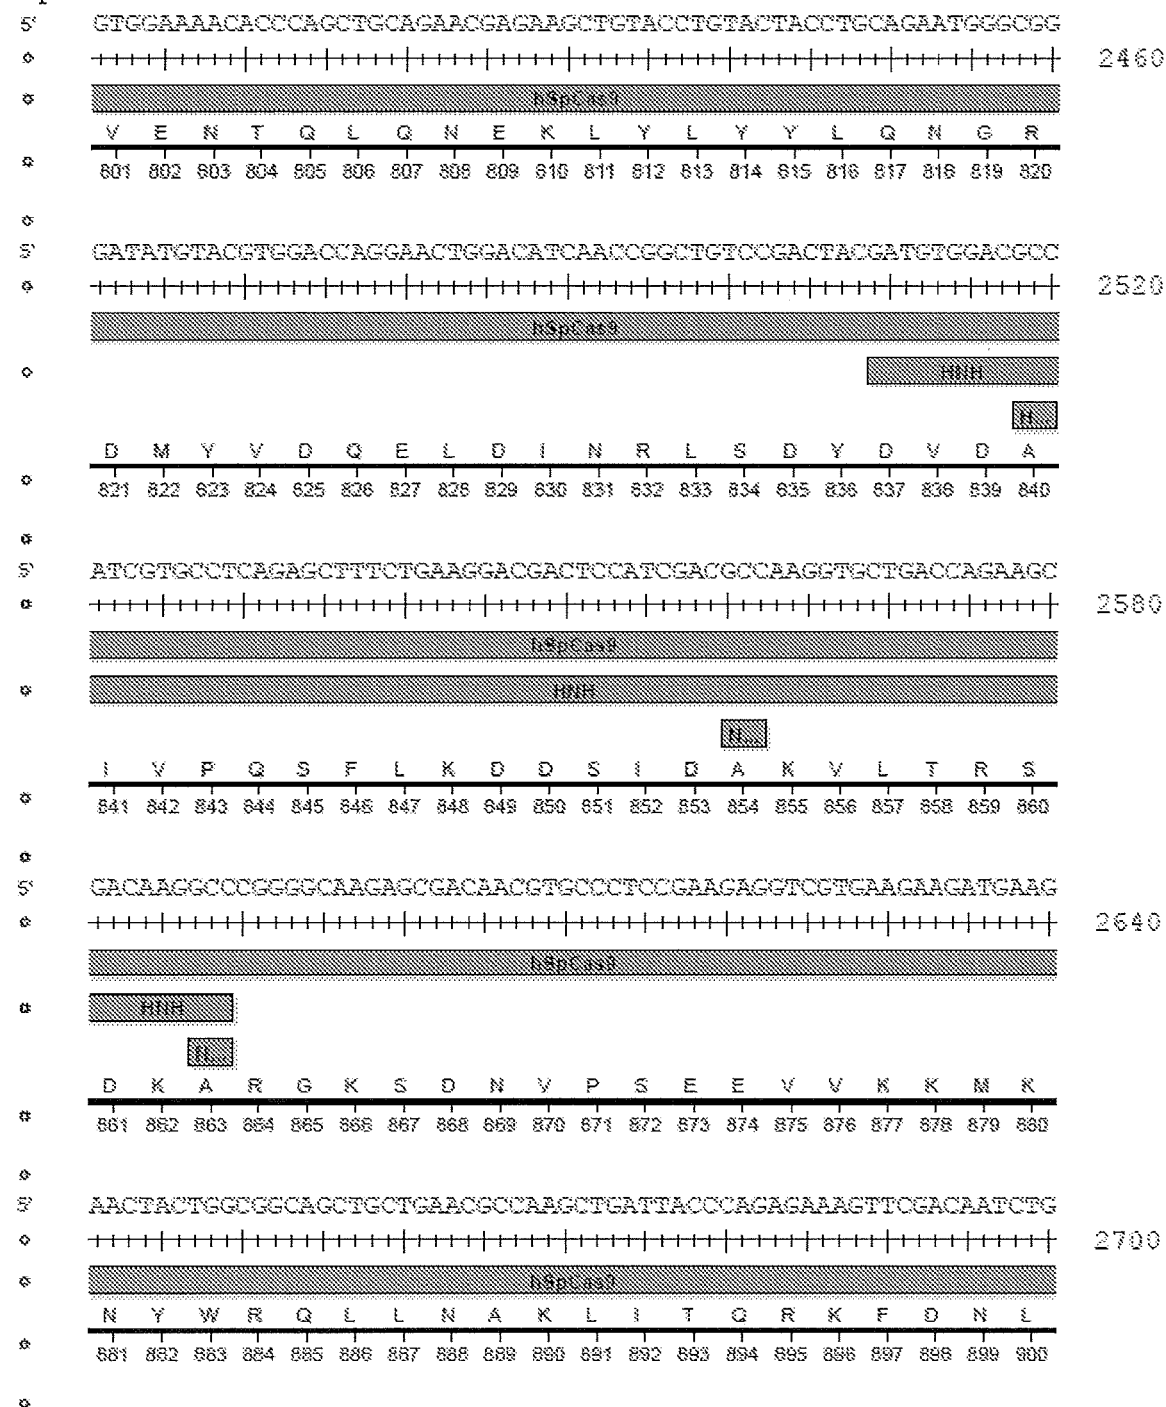 5' GTGGAAAACACCCAGCTGCAGAACGAGAAGCTGTACCTGTACTACCTGCAGAATGGGCGG
2460
hSpCas9
V E N T Q L Q N E K L Y L Y Y L Q N G R
801 802 803 804 805 806 807 808 809 810 811 812 813 814 815 816 817 818 819 820
5' GATATGTACGTGGACCAGGAACTGGACATCAACCGGCTGTCCGACTACGATGTGGACGCC
2520
hSpCas9
HNH
H...
D M Y V D Q E L D I N R L S D Y D V D A
821 822 823 824 825 826 827 828 829 830 831 832 833 834 835 836 837 838 839 840
5' ATCGTGCCTCAGAGCTTTCTGAAGGACGACTCCATCGACGCCAAGGTGCTGACCAGAAGC
2580
hSpCas9
HNH
N...
I V P Q S F L K D D S I D A K V L T R S
841 842 843 844 845 846 847 848 849 850 851 852 853 854 855 856 857 858 859 860
5' GACAAGGCCCGGGGCAAGAGCGACAACGTGCCCTCCGAAGAGGTCGTGAAGAAGATGAAG
2640
hSpCas9
HNH
N...
D K A R G K S D N V P S E E V V K K M K
861 862 863 864 865 866 867 868 869 870 871 872 873 874 875 876 877 878 879 880
5' AACTACTGGCGGCAGCTGCTGAACGCCAAGCTGATTACCCAGAGAAAGTTCGACAATCTG
2700
hSpCas9
N Y W R Q L L N A K L I T Q R K F D N L
881 882 883 884 885 886 887 888 889 890 891 892 893 894 895 896 897 898 899 900